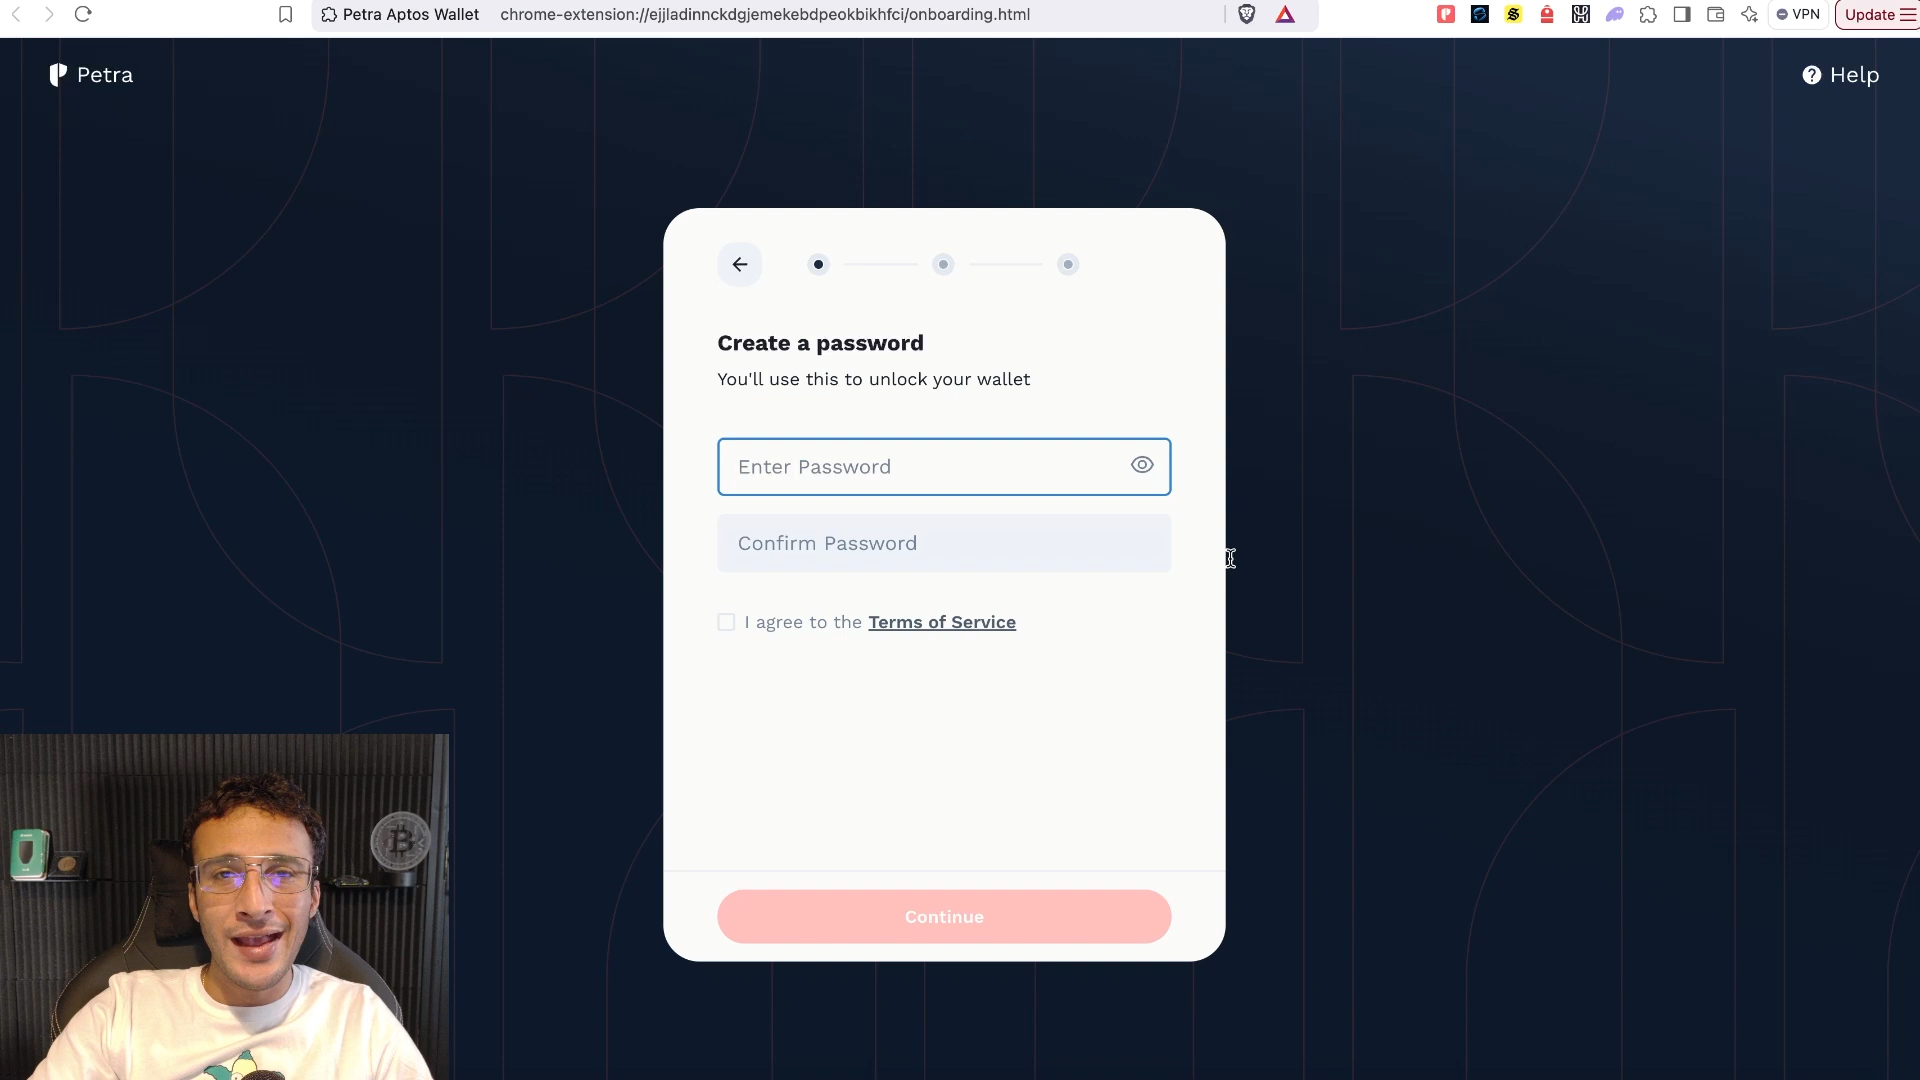 Petra Aptos Wallet chrome-extension://ejjladinnckdgjemekebdpeokbikhfci/onboarding.html VPN Update
Petra
Help
Create a password
You'll use this to unlock your wallet
Enter Password
Confirm Password
I agree to the Terms of Service
Continue